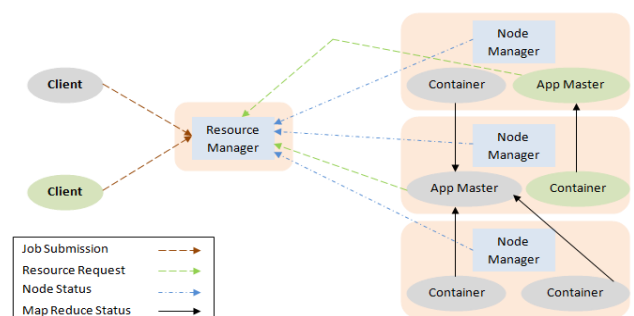 Node
Manager
Client
Container
App Master
Resource
Manager
Node
Manager
Client
App Master
Container
Node
Manager
Container
Container
Job Submission
Resource Request
Node Status
Map Reduce Status